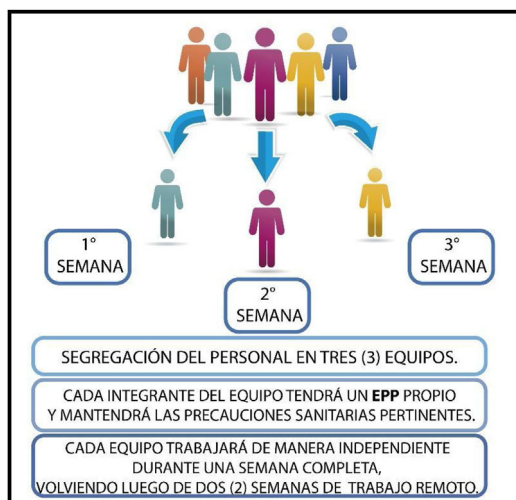 1°
SEMANA
2°
SEMANA
3°
SEMANA
SEGREGACIÓN DEL PERSONAL EN TRES (3) EQUIPOS.
CADA INTEGRANTE DEL EQUIPO TENDRÁ UN EPP PROPIO
Y MANTENDRÁ LAS PRECAUCIONES SANITARIAS PERTINENTES.
CADA EQUIPO TRABAJARÁ DE MANERA INDEPENDIENTE
DURANTE UNA SEMANA COMPLETA,
VOLVIENDO LUEGO DE DOS (2) SEMANAS DE TRABAJO REMOTO.